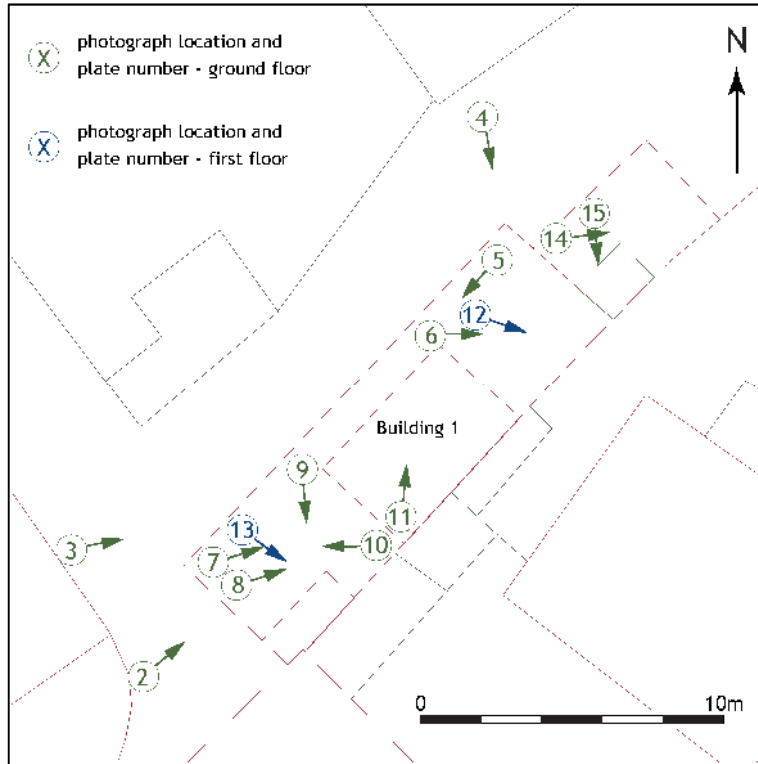 photograph location and
plate number - ground floor
X
photograph location and
plate number - first floor
X
N
4
15
14
5
12
6
Building 1
9
11
13
10
3
7
8
2
0
10m